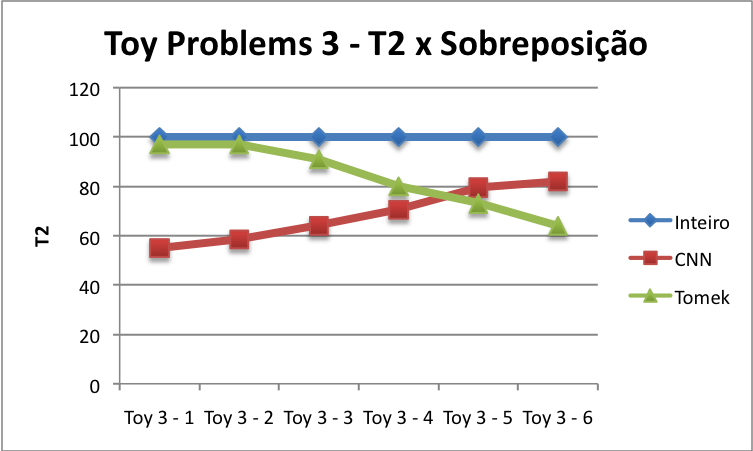 Toy Problems 3 - T2 x Sobreposição
120
100
80
60
40
20
0
T2
Toy 3 - 1 Toy 3 - 2 Toy 3 - 3 Toy 3 - 4 Toy 3 - 5 Toy 3 - 6
Inteiro
CNN
Tomek